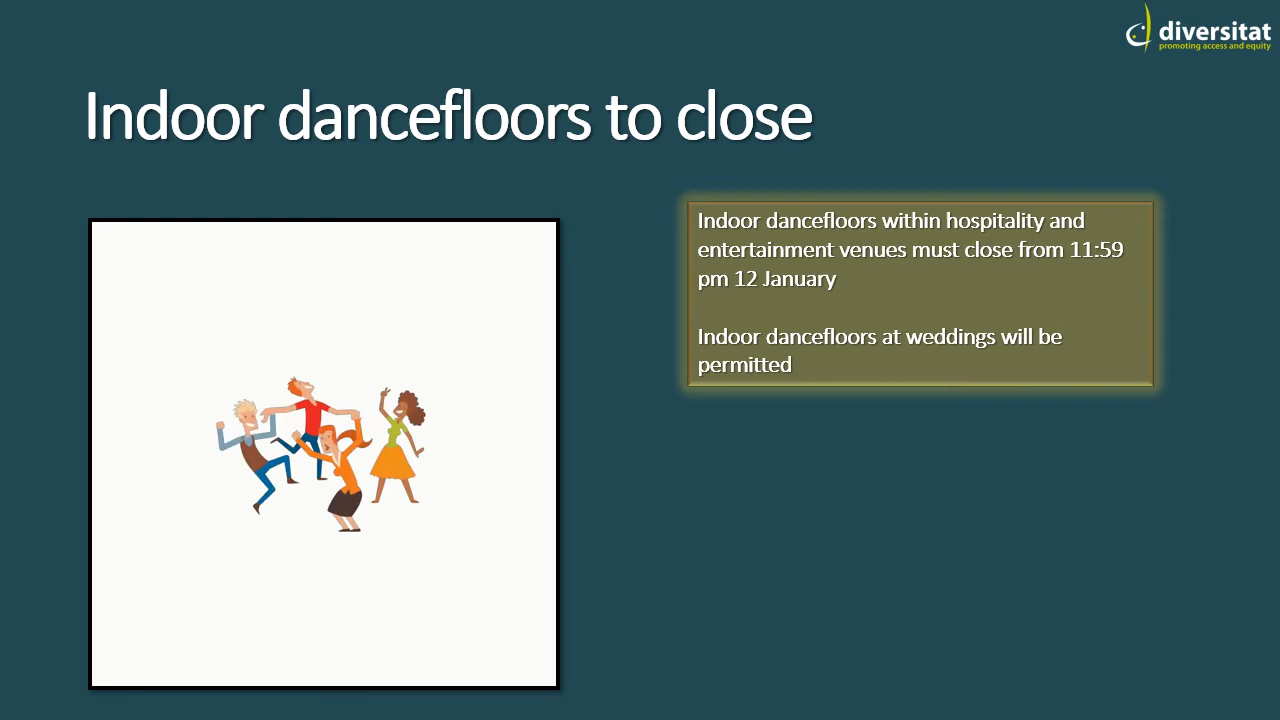 diversitat
promoting access and equity
Indoor dancefloors to close
Indoor dancefloors within hospitality and
entertainment venues must close from 11:59
pm 12 January
Indoor dancefloors at weddings will be
permitted